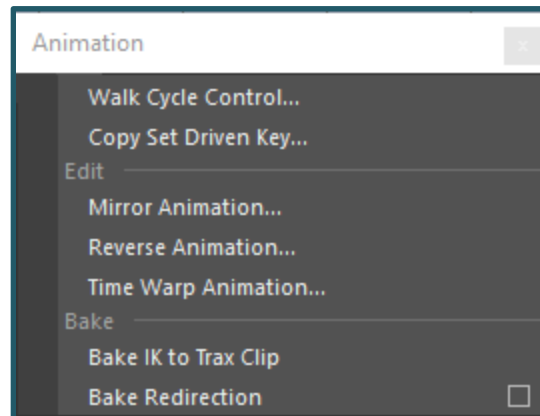 Animation
Walk Cycle Control...
Copy Set Driven Key...
Edit
Mirror Animation...
Reverse Animation...
Time Warp Animation...
Bake
Bake IK to Trax Clip
Bake Redirection